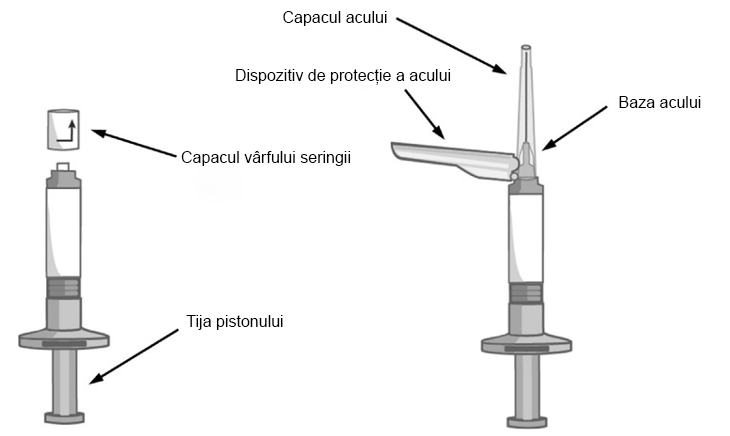 Capacul acului
Dispozitiv de protecție a acului
Baza acului
Capacul vârfului seringii
Tija pistonului